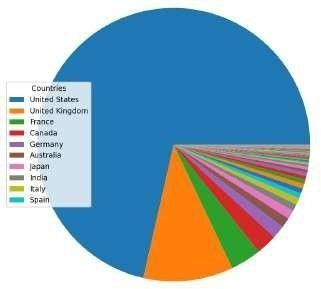 Countries
United States
United Kingdom
France
Canada
Germany
Australia
Japan
India
Italy
Spain